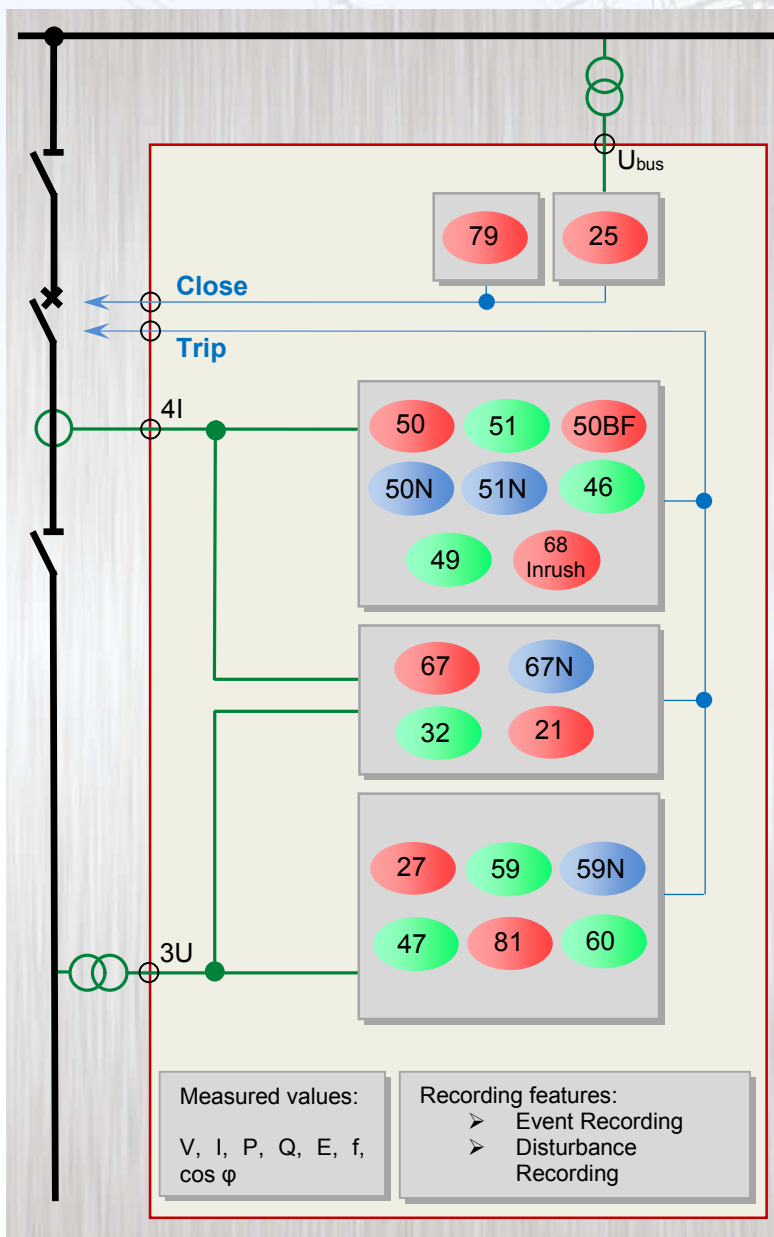 Ubus
79
25
Close
Trip
4I
50
51
50BF
50N
51N
46
49
68
Inrush
67
67N
32
21
27
59
59N
47
81
60
3U
Measured values:
V, I, P, Q, E, f,
cos φ
Recording features:
➢ Event Recording
➢ Disturbance
Recording